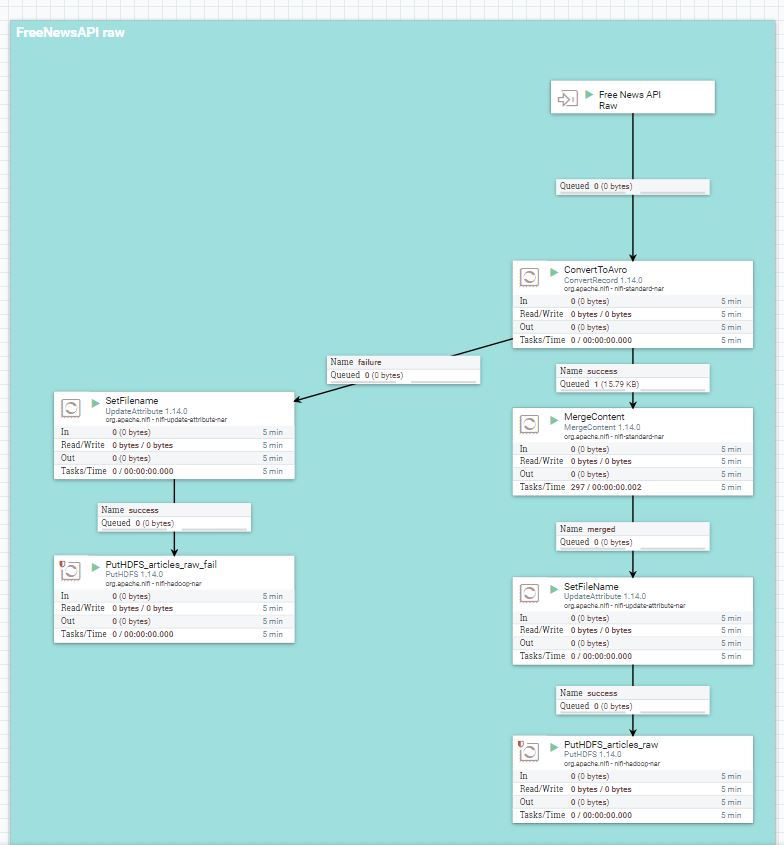 FreeNewsAPI raw
Free News API
Raw
Queued 0 (0 bytes)
ConvertToAvro
ConvertRecord 1.14.0
org.apache.nifi - nifi-standard-nar
In 0 (0 bytes) 5 min
Read/Write 0 bytes / 0 bytes 5 min
Out 0 (0 bytes) 5 min
Tasks/Time 0 / 00:00:00.000 5 min
Name failure
Queued 0 (0 bytes)
Name success
Queued 1 (15.79 KB)
SetFilename
UpdateAttribute 1.14.0
org.apache.nifi - nifi-update-attribute-nar
In 0 (0 bytes) 5 min
Read/Write 0 bytes / 0 bytes 5 min
Out 0 (0 bytes) 5 min
Tasks/Time 0 / 00:00:00.000 5 min
MergeContent
MergeContent 1.14.0
org.apache.nifi - nifi-standard-nar
In 0 (0 bytes) 5 min
Read/Write 0 bytes / 0 bytes 5 min
Out 0 (0 bytes) 5 min
Tasks/Time 297 / 00:00:00.002 5 min
Name success
Queued 0 (0 bytes)
Name merged
Queued 0 (0 bytes)
PutHDFS_articles_raw_fail
PutHDFS 1.14.0
org.apache.nifi - nifi-hadoop-nar
In 0 (0 bytes) 5 min
Read/Write 0 bytes / 0 bytes 5 min
Out 0 (0 bytes) 5 min
Tasks/Time 0 / 00:00:00.000 5 min
SetFileName
UpdateAttribute 1.14.0
org.apache.nifi - nifi-update-attribute-nar
In 0 (0 bytes) 5 min
Read/Write 0 bytes / 0 bytes 5 min
Out 0 (0 bytes) 5 min
Tasks/Time 0 / 00:00:00.000 5 min
Name success
Queued 0 (0 bytes)
PutHDFS_articles_raw
PutHDFS 1.14.0
org.apache.nifi - nifi-hadoop-nar
In 0 (0 bytes) 5 min
Read/Write 0 bytes / 0 bytes 5 min
Out 0 (0 bytes) 5 min
Tasks/Time 0 / 00:00:00.000 5 min